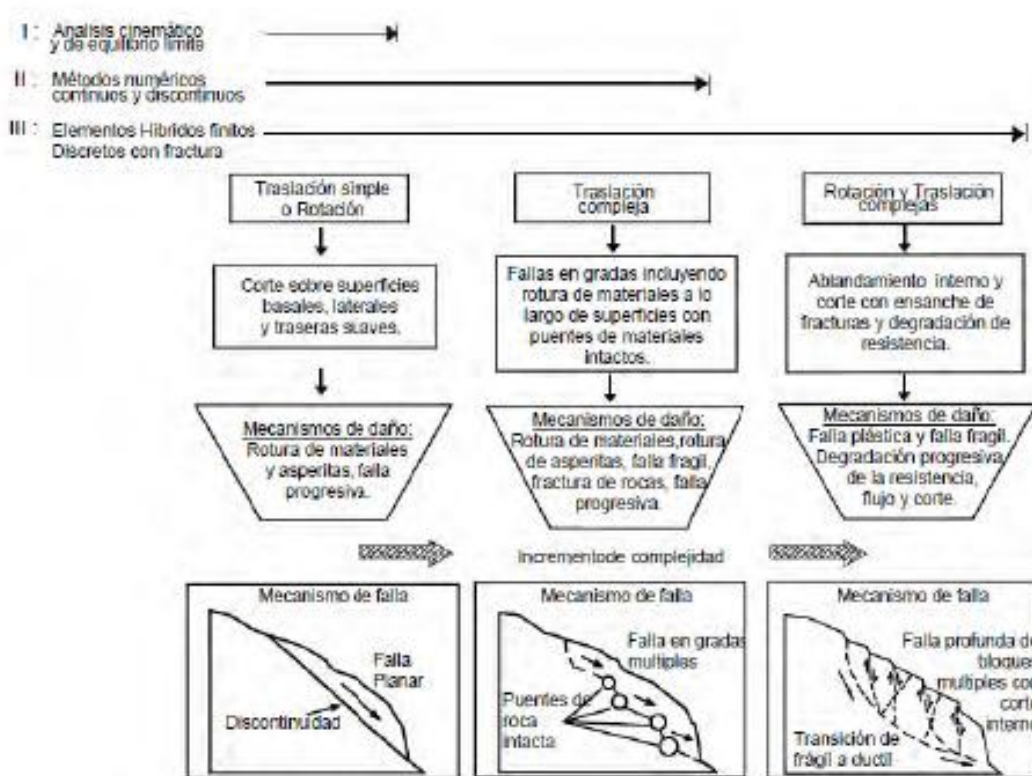 I : Analisis cinemático
y de equilibrio límite
II : Métodos numéricos
continuos y discontinuos
III : Elementos Híbridos finitos
Discretos con fractura
Traslación simple
o Rotación
Traslación
compleja
Rotación y Traslación
complejas
Corte sobre superficies
basales, laterales
y traseras suaves.
Fallas en gradas incluyendo
rotura de materiales a lo
largo de superficies con
puentes de materiales
intactos.
Ablandamiento interno y
corte con ensanche de
fracturas y degradación de
resistencia.
Mecanismos de daño:
Rotura de materiales
y asperitas, falla
progresiva.
Mecanismos de daño:
Rotura de materiales,rotura
de asperitas, falla fragil,
fractura de rocas, falla
progresiva.
Mecanismos de daño:
Falla plástica y falla fragil.
Degradación progresiva
de la resistencia,
flujo y corte.
Incrementode complejidad
Mecanismo de falla
Falla
Planar
Discontinuidad
Mecanismo de falla
Falla en gradas
multiples
Puentes de
roca
intacta
Mecanismo de falla
Falla profunda de
bloques
multiples con
corte
interno
Transición de
frágil a ductil